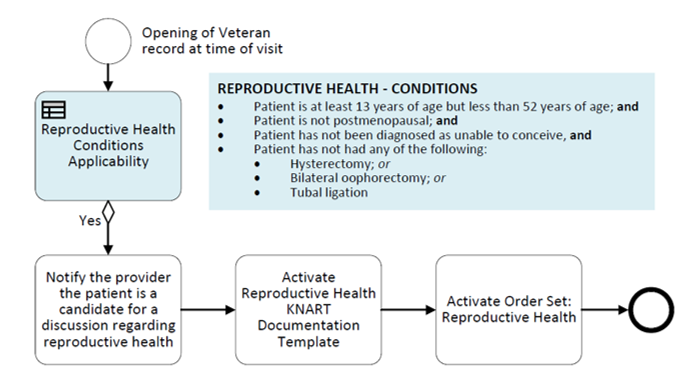 Opening of Veteran
record at time of visit
Reproductive Health
Conditions
Applicability
REPRODUCTIVE HEALTH - CONDITIONS
• Patient is at least 13 years of age but less than 52 years of age; and
• Patient is not postmenopausal; and
• Patient has not been diagnosed as unable to conceive, and
• Patient has not had any of the following:
• Hysterectomy; or
• Bilateral oophorectomy; or
• Tubal ligation
Yes
Notify the provider
the patient is a
candidate for a
discussion regarding
reproductive health
Activate
Reproductive Health
KNART
Documentation
Template
Activate Order Set:
Reproductive Health